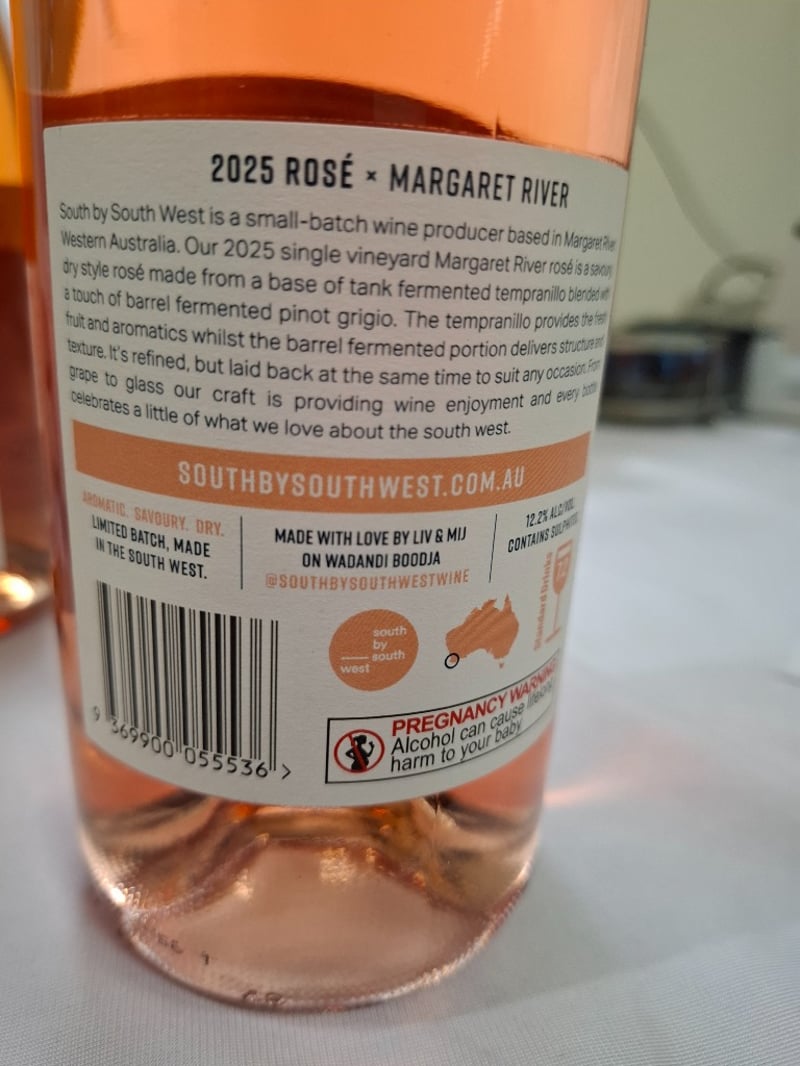 2025 ROSÉ × MARGARET RIVER
South by South West is a small-batch wine producer based in Margaret River
Western Australia. Our 2025 single vineyard Margaret River rosé is a savoury,
dry style rosé made from a base of tank fermented tempranillo blended with
a touch of barrel fermented pinot grigio. The tempranillo provides the fresh
fruit and aromatics whilst the barrel fermented portion delivers structure and
texture. It's refined, but laid back at the same time to suit any occasion. From
grape to glass our craft is providing wine enjoyment and every bottle
celebrates a little of what we love about the south west.
SOUTHBYSOUTHWEST.COM.AU
AROMATIC. SAVOURY. DRY.
LIMITED BATCH, MADE
IN THE SOUTH WEST.
MADE WITH LOVE BY LIV & MIJ
ON WADANDI BOODJA
@SOUTHBYSOUTHWESTWINE
12.2% ALC/VOL.
CONTAINS SULPHITES
Standard Drinks
south
by
south
west
9 369900 055536 >
PREGNANCY WARNING
Alcohol can cause lifelong
harm to your baby